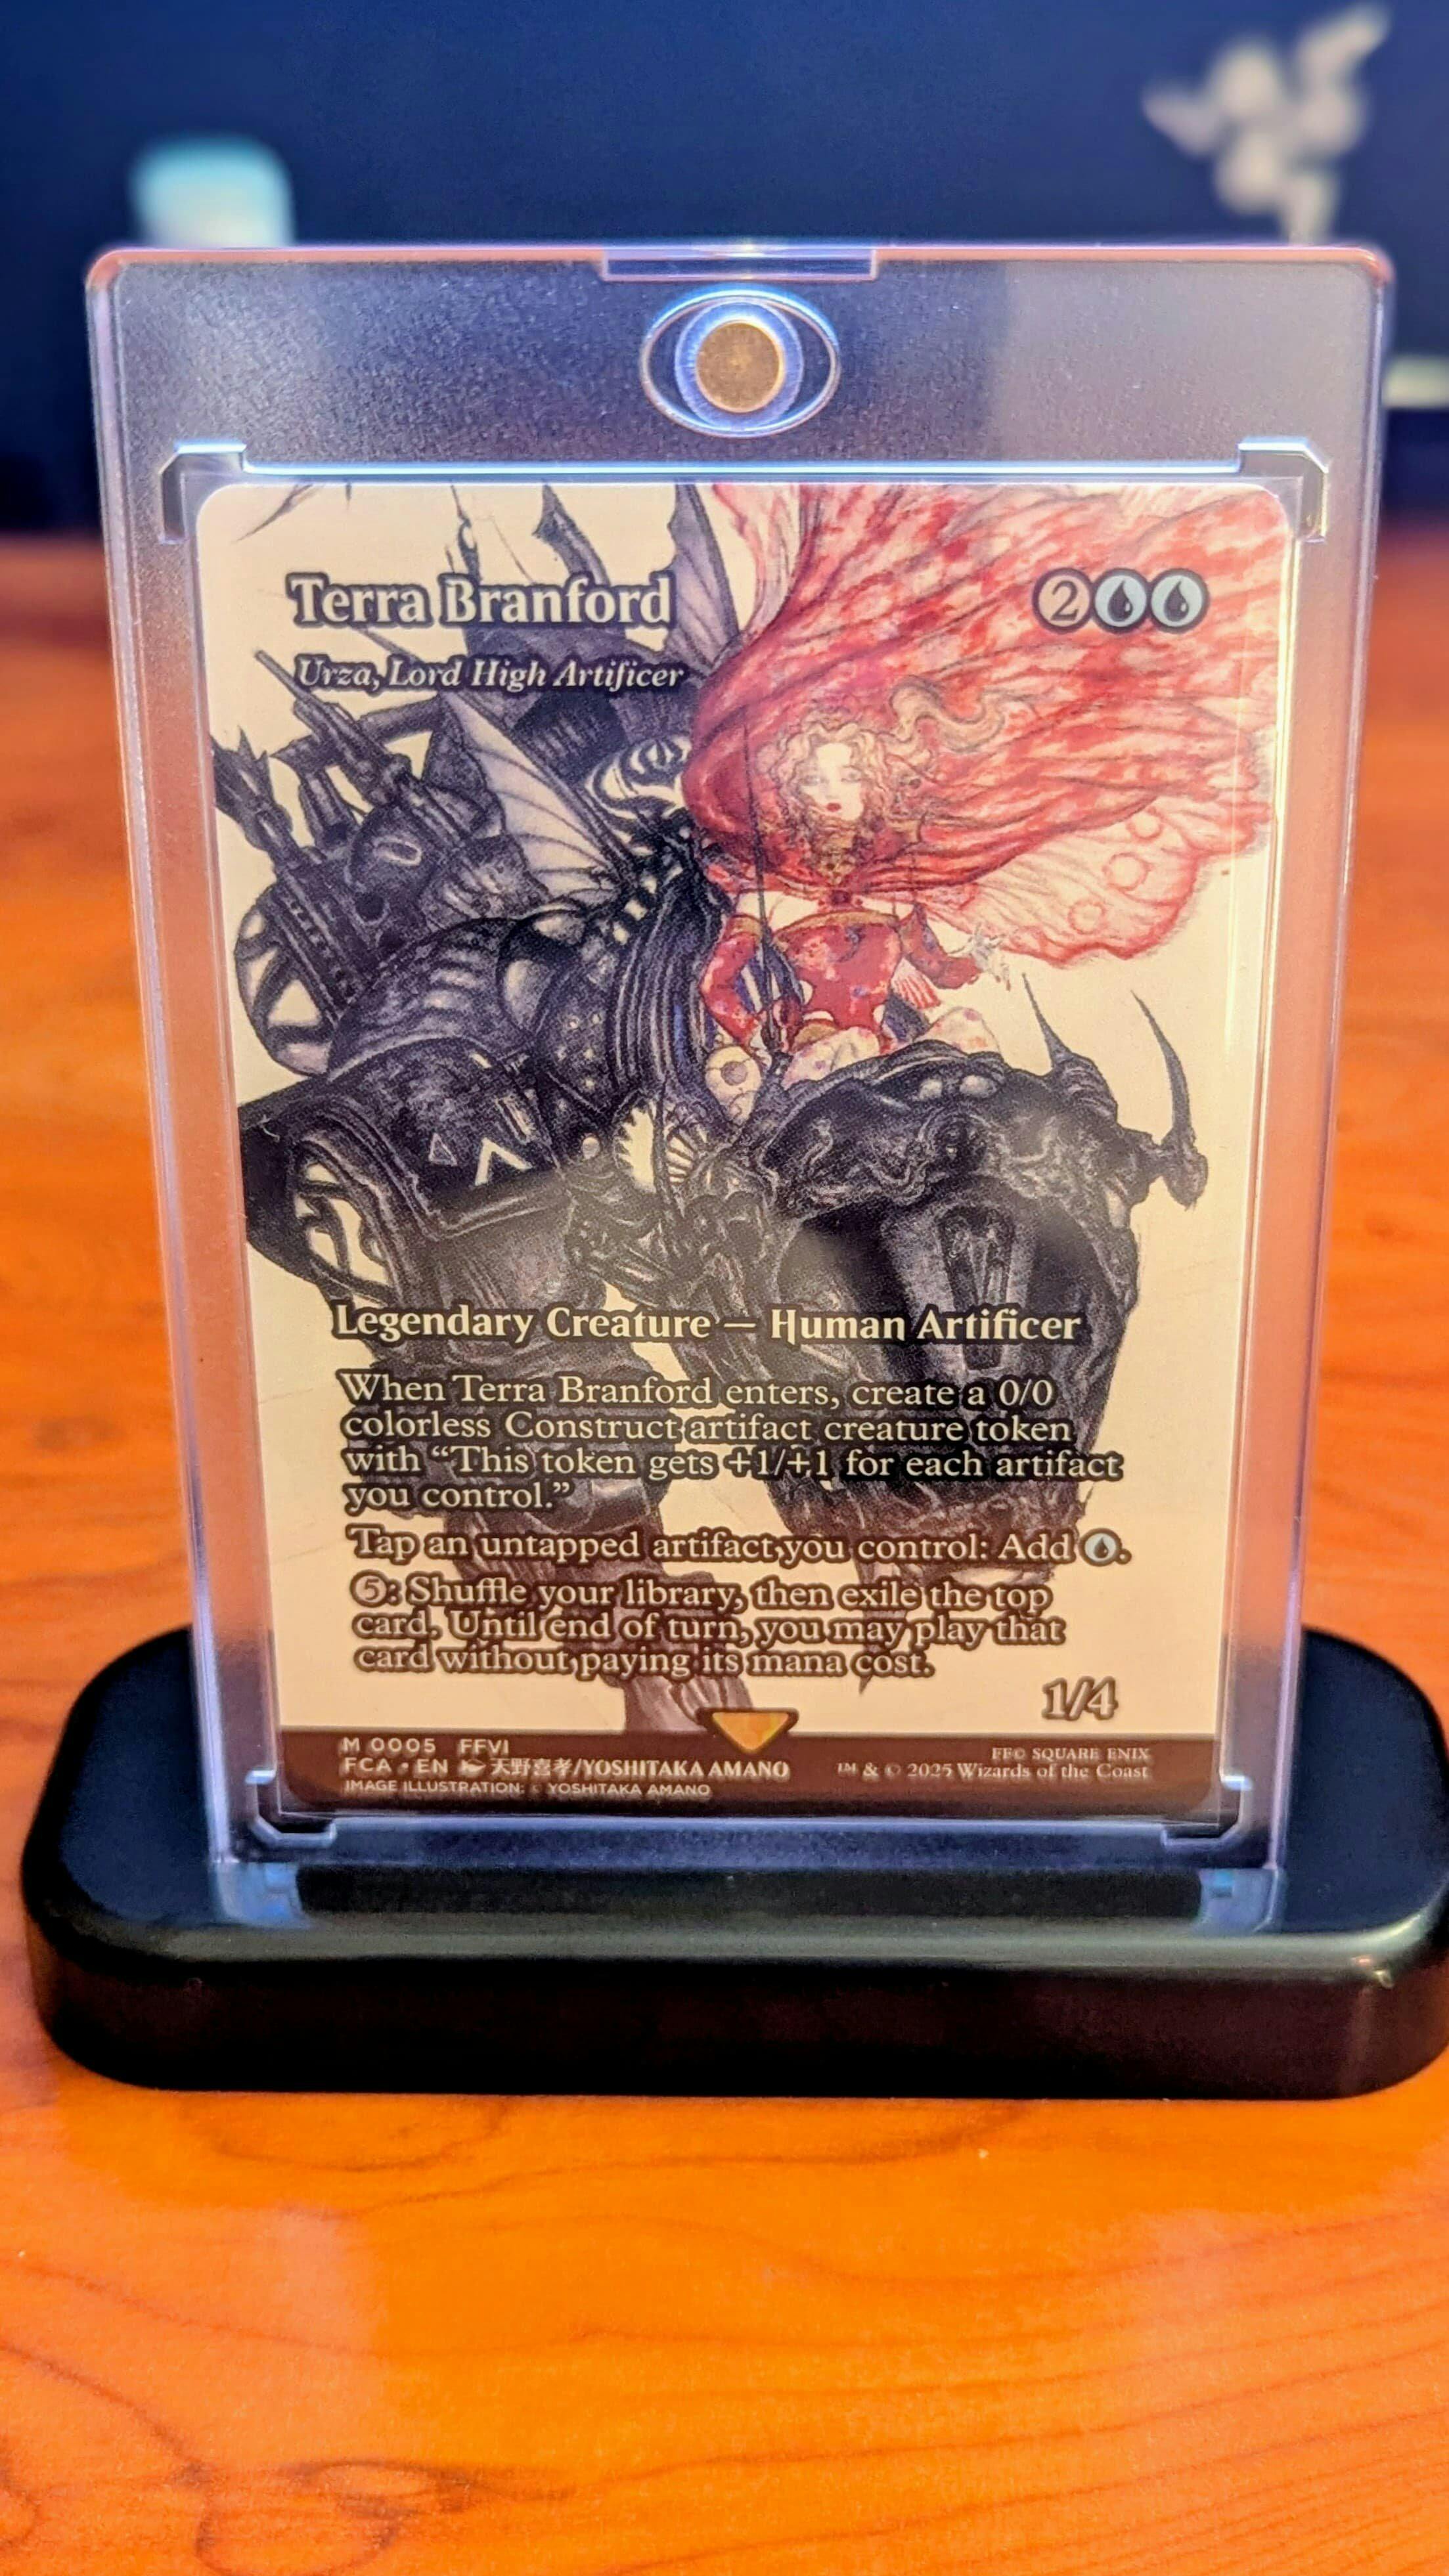 Terra Branford 2
Urza, Lord High Artificer
Legendary Creature — Human Artificer
When Terra Branford enters, create a 0/0
colorless Construct artifact creature token
with “This token gets +1/+1 for each artifact
you control.”
Tap an untapped artifact you control: Add .
5: Shuffle your library, then exile the top
card. Until end of turn, you may play that
card without paying its mana cost.
1/4
M 0005 FFVI
FF© SQUARE ENIX
FCA • EN 天野喜孝/YOSHITAKA AMANO
™ & © 2025 Wizards of the Coast
IMAGE ILLUSTRATION: © YOSHITAKA AMANO